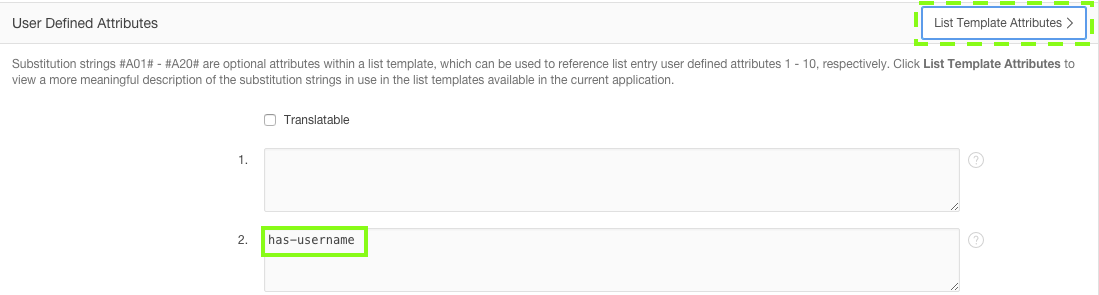 User Defined Attributes
List Template Attributes >
Substitution strings #A01# - #A20# are optional attributes within a list template, which can be used to reference list entry user defined attributes 1 - 10, respectively. Click List Template Attributes to
view a more meaningful description of the substitution strings in use in the list templates available in the current application.
Translatable
1.
?
2.
has-username
?